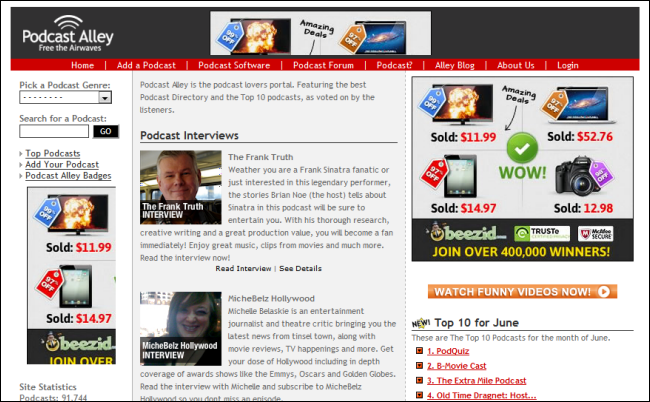 Podcast Alley
Free the Airwaves
99% OFF
Amazing Deals
97% OFF
Home | Add a Podcast | Podcast Software | Podcast Forum | Podcast? | Alley Blog | About Us | Login
Pick a Podcast Genre:
--------
Search for a Podcast:
GO
Top Podcasts
Add Your Podcast
Podcast Alley Badges
99% OFF
Sold: $11.99
97% OFF
Sold: $14.97
beezid
JOIN OVER 400,000
Site Statistics
Podcasts: 91,744
Podcast Alley is the podcast lovers portal. Featuring the best
Podcast Directory and the Top 10 podcasts, as voted on by the
listeners.
Podcast Interviews
The Frank Truth
INTERVIEW
The Frank Truth
Weather you are a Frank Sinatra fanatic or
just interested in this legendary performer,
the stories Brian Noe (the host) tells about
Sinatra in this podcast will be sure to
entertain you. With his thorough research,
creative writing and a great production value, you will become a fan
immediately! Enjoy great music, clips from movies and much more.
Read the interview now!
Read Interview | See Details
MicheBelz Hollywood
INTERVIEW
MicheBelz Hollywood
Michelle Belaskie is an entertainment
journalist and theatre critic bringing you the
latest news from tinsel town, along with
movie reviews, TV happenings and more. Get
your dose of Hollywood including in depth
coverage of awards shows like the Emmys, Oscars and Golden Globes.
Read the interview with Michelle and subscribe to MicheBelz
Hollywood so you dont miss an episode.
99% OFF
Amazing Deals
Sold: $11.99
Sold: $52.76
WOW!
97% OFF
Sold: $14.97
Sold: 12.98
beezid
TRUSTe
McAfee
SECURE
JOIN OVER 400,000 WINNERS!
WATCH FUNNY VIDEOS NOW!
NEW! Top 10 for June
These are The Top 10 Podcasts for the month of June.
1. PodQuiz
2. B-Movie Cast
3. The Extra Mile Podcast
4. Old Time Dragnet: Host...